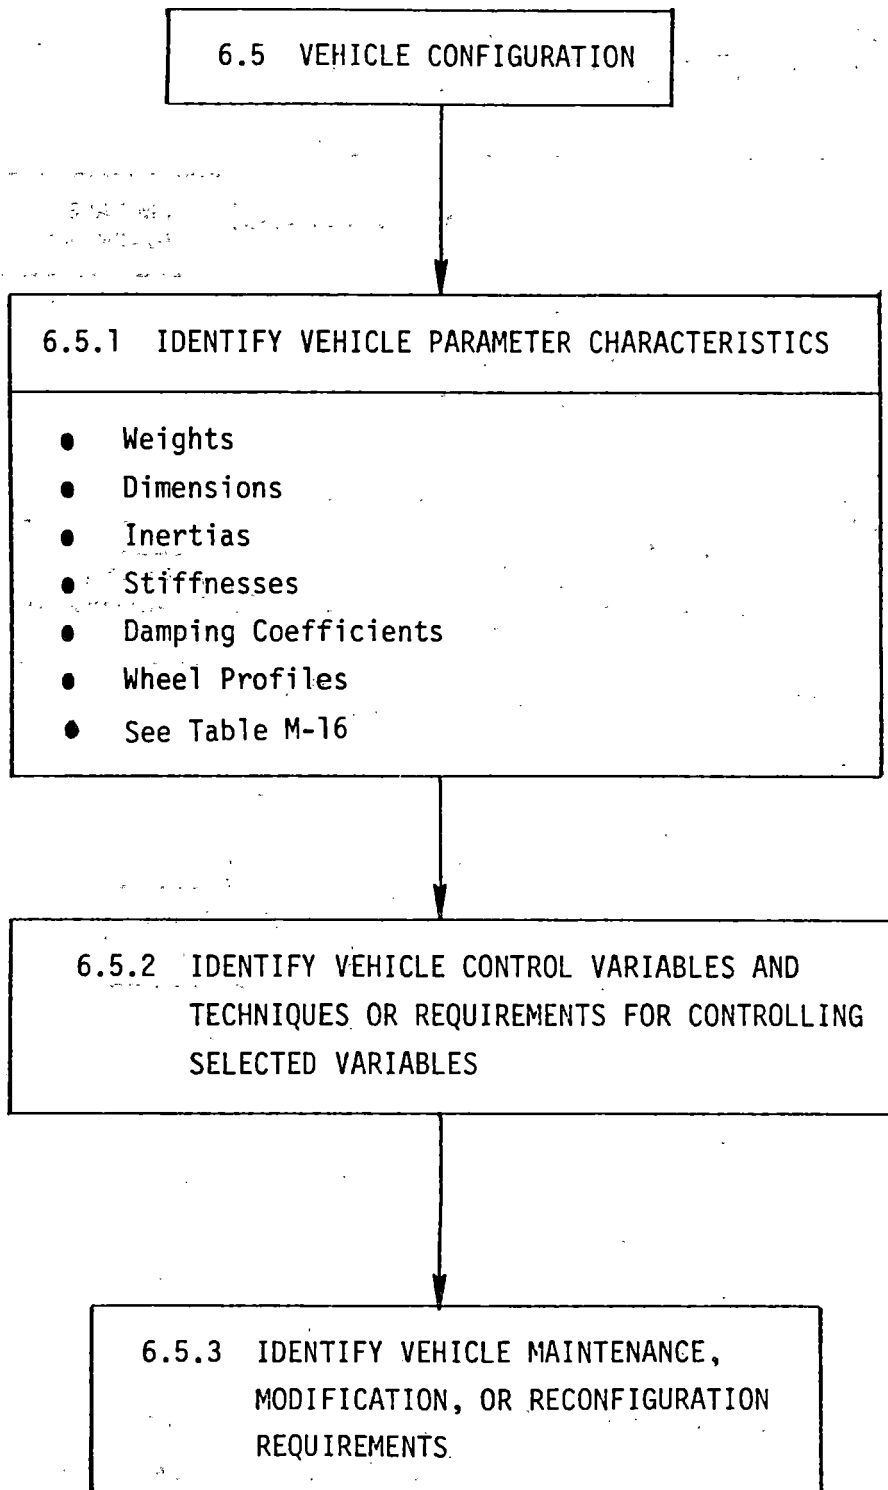 6.5 VEHICLE CONFIGURATION
6.5.1 IDENTIFY VEHICLE PARAMETER CHARACTERISTICS
● Weights
● Dimensions
● Inertias
● Stiffnesses
● Damping Coefficients
● Wheel Profiles
● See Table M-16
6.5.2 IDENTIFY VEHICLE CONTROL VARIABLES AND
TECHNIQUES OR REQUIREMENTS FOR CONTROLLING
SELECTED VARIABLES
6.5.3 IDENTIFY VEHICLE MAINTENANCE,
MODIFICATION, OR RECONFIGURATION
REQUIREMENTS